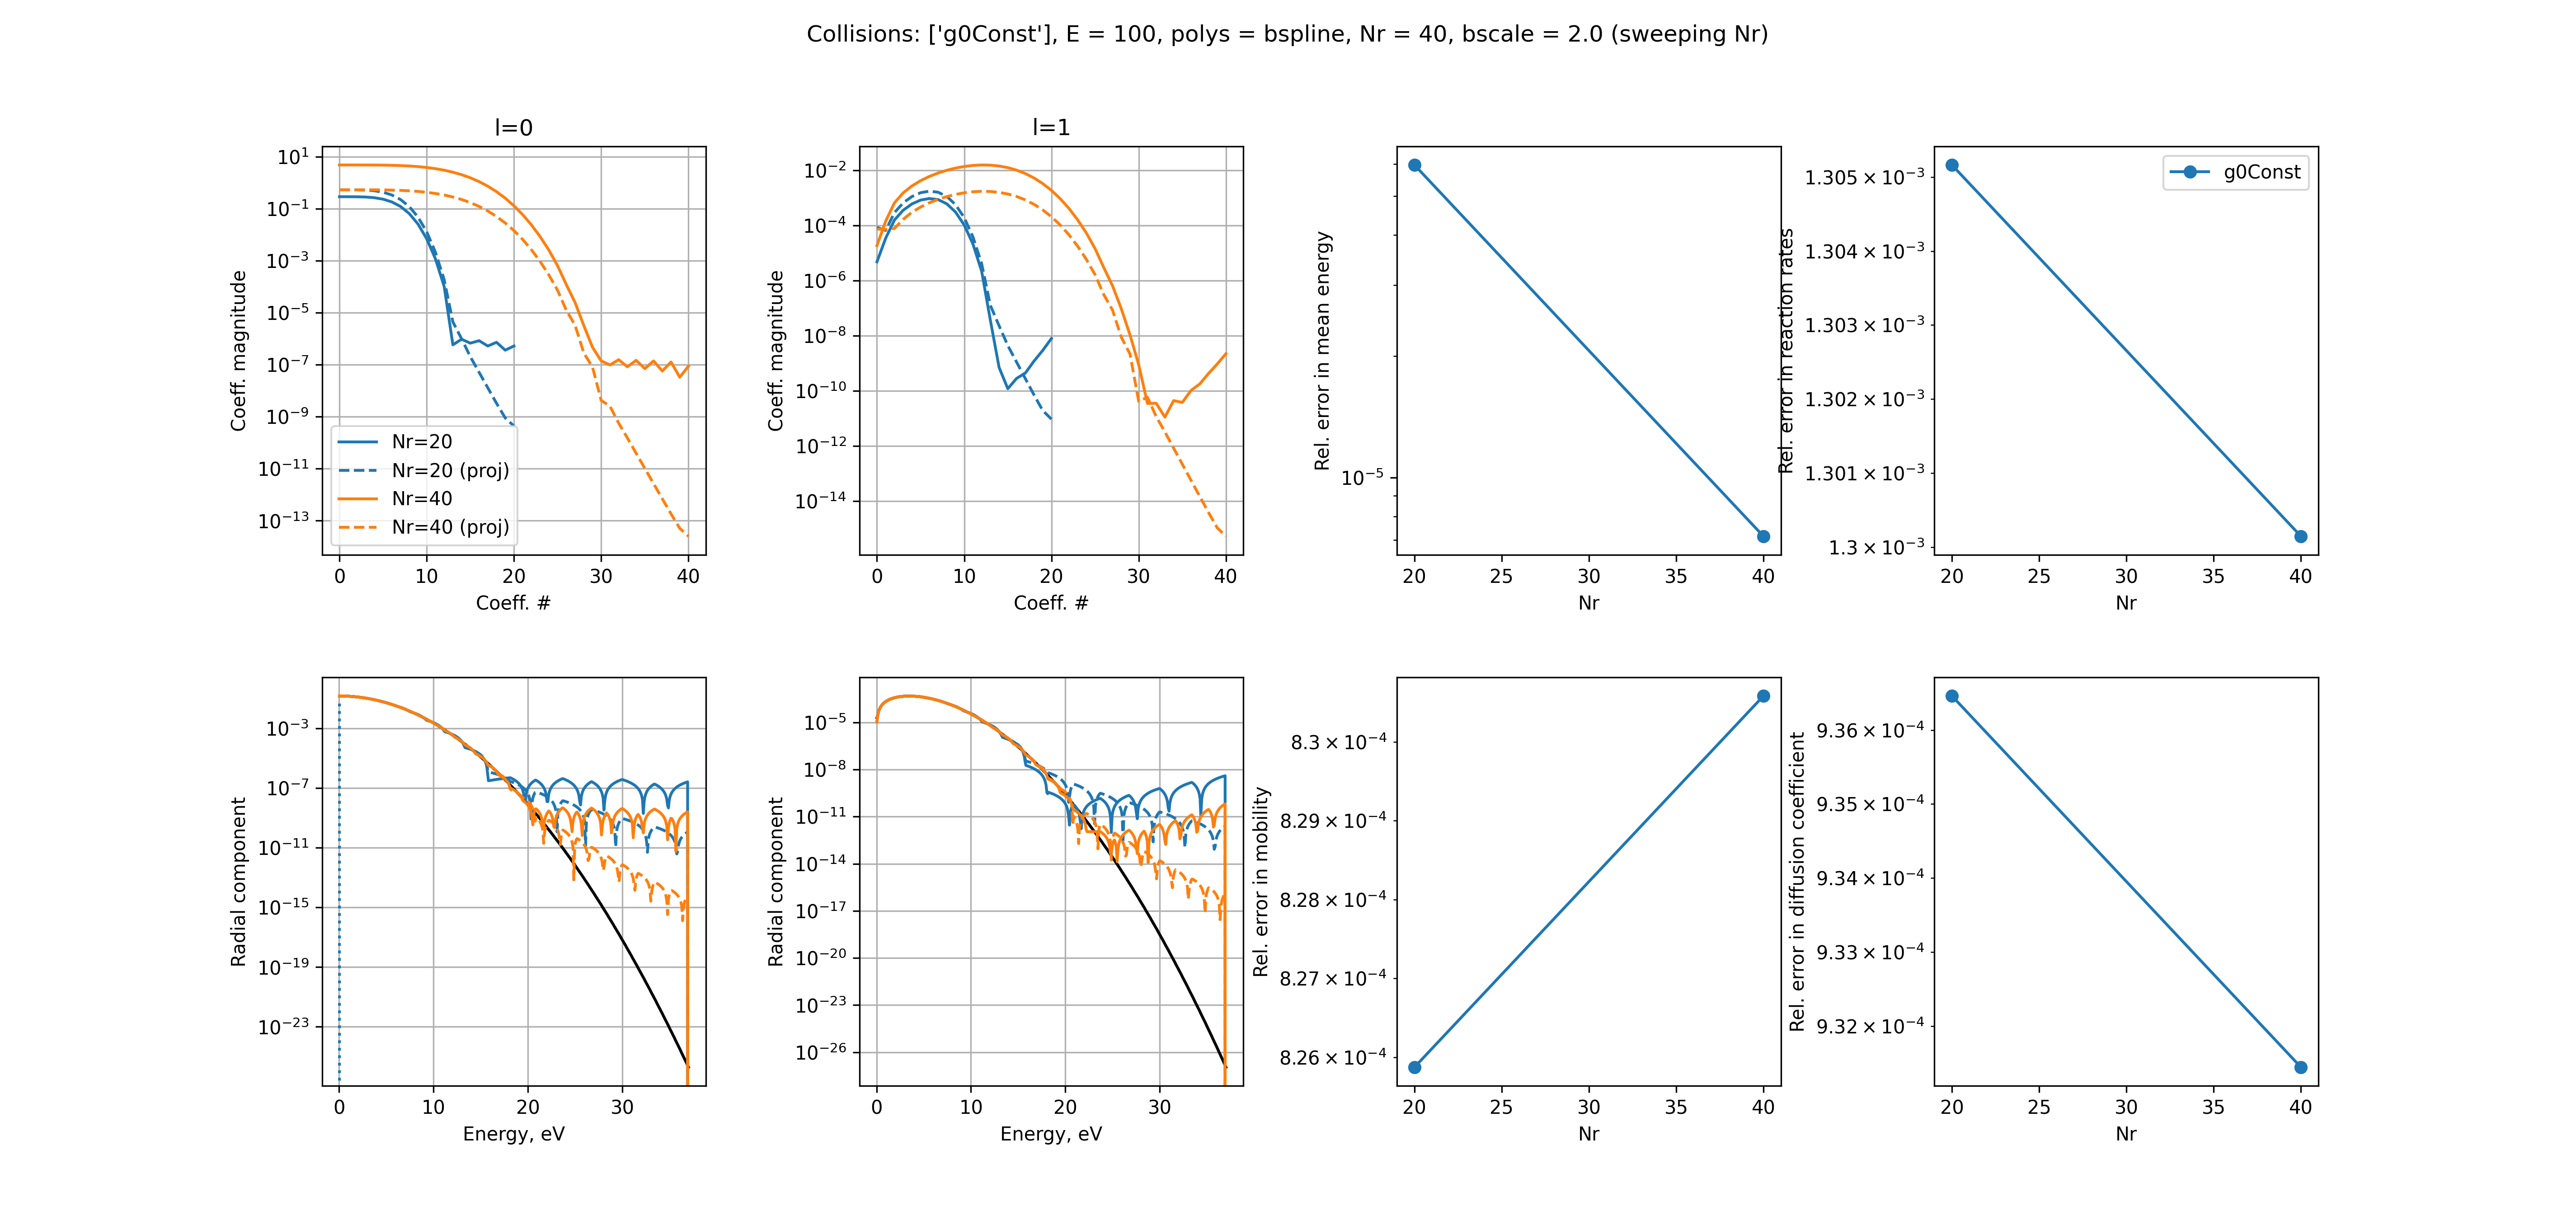 Collisions: ['g0Const'], E = 100, polys = bspline, Nr = 40, bscale = 2.0 (sweeping Nr)
l=0
Coeff. magnitude
10¹
10⁻¹
10⁻³
10⁻⁵
10⁻⁷
10⁻⁹
10⁻¹¹
10⁻¹³
Nr=20
Nr=20 (proj)
Nr=40
Nr=40 (proj)
0 10 20 30 40
Coeff. #
l=1
Coeff. magnitude
10⁻²
10⁻⁴
10⁻⁶
10⁻⁸
10⁻¹⁰
10⁻¹²
10⁻¹⁴
0 10 20 30 40
Coeff. #
Rel. error in mean energy
10⁻⁵
20 25 30 35 40
Nr
Rel. error in reaction rates
1.305 × 10⁻³
1.304 × 10⁻³
1.303 × 10⁻³
1.302 × 10⁻³
1.301 × 10⁻³
1.3 × 10⁻³
g0Const
20 25 30 35 40
Nr
Radial component
10⁻³
10⁻⁷
10⁻¹¹
10⁻¹⁵
10⁻¹⁹
10⁻²³
0 10 20 30
Energy, eV
Radial component
10⁻⁵
10⁻⁸
10⁻¹¹
10⁻¹⁴
10⁻¹⁷
10⁻²⁰
10⁻²³
10⁻²⁶
0 10 20 30
Energy, eV
Rel. error in mobility
8.3 × 10⁻⁴
8.29 × 10⁻⁴
8.28 × 10⁻⁴
8.27 × 10⁻⁴
8.26 × 10⁻⁴
20 25 30 35 40
Nr
Rel. error in diffusion coefficient
9.36 × 10⁻⁴
9.35 × 10⁻⁴
9.34 × 10⁻⁴
9.33 × 10⁻⁴
9.32 × 10⁻⁴
20 25 30 35 40
Nr